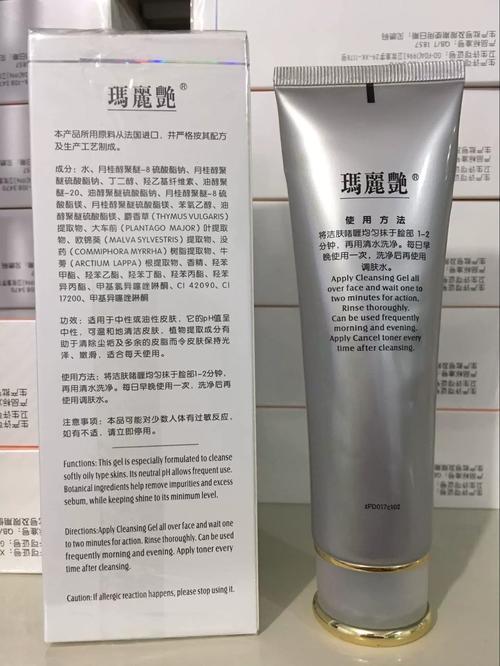 瑪麗艷®
本产品所用原料从法国进口，并严格按其配方
及生产工艺制成。
成分：水、月桂醇聚醚-8硫酸酯钠、月桂醇聚
醚硫酸酯钠、丁二醇、羟乙基纤维素、油醇聚
醚-20、油醇聚醚硫酸酯钠、月桂醇聚醚-8硫
酸酯镁、月桂醇聚醚硫酸酯镁、苯氧乙醇、油
醇聚醚硫酸酯镁、麝香草(THYMUS VULGARIS)
提取物、大车前 (PLANTAGO MAJOR)叶提取
物、欧锦葵(MALVA SYLVESTRIS) 提取物、没
药(COMMIPHORA MYRRHA) 树脂提取物、牛
蒡(ARCTIUM LAPPA)根提取物、香精、羟苯
甲酯、羟苯乙酯、羟苯丁酯、羟苯丙酯、羟苯
异丙酯、甲基氯异噻唑啉酮、CI 42090、CI
17200、甲基异噻唑啉酮
功效：适用于中性或油性皮肤，它的pH值呈
中性，可温和地清洁皮肤，植物提取成分有
助于清除尘垢及多余的皮脂而令皮肤保持光
泽、嫩滑，适合每天使用。
使用方法：将洁肤啫喱均匀抹于脸部1-2分钟，
再用清水洗净。每日早晚使用一次，洗净后再
使用调肤水。
注意事项：本品可能对少数人体有过敏反应，
如有不适，请立即停用。
Functions: This gel is especially formulated to cleanse
softly oily type skins. Its neutral pH allows frequent use.
Botanical ingredients help remove impurities and excess
sebum, while keeping shine to its minimum level.
Directions:Apply Cleansing Gel all over face and wait one
to two minutes for action. Rinse thoroughly. Can be used
frequently morning and evening. Apply toner every
time after cleansing.
Caution: If allergic reaction happens, please stop using it.
瑪麗艷®
使用方法
将洁肤啫喱均匀抹于脸部1-2
分钟，再用清水洗净。每日早
晚使用一次，洗净后再使用
调肤水。
Apply Cleansing Gel all
over face and wait one to
two minutes for action.
Rinse thoroughly.
Can be used frequently
morning and evening.
Apply Cancel toner every
time after cleansing.